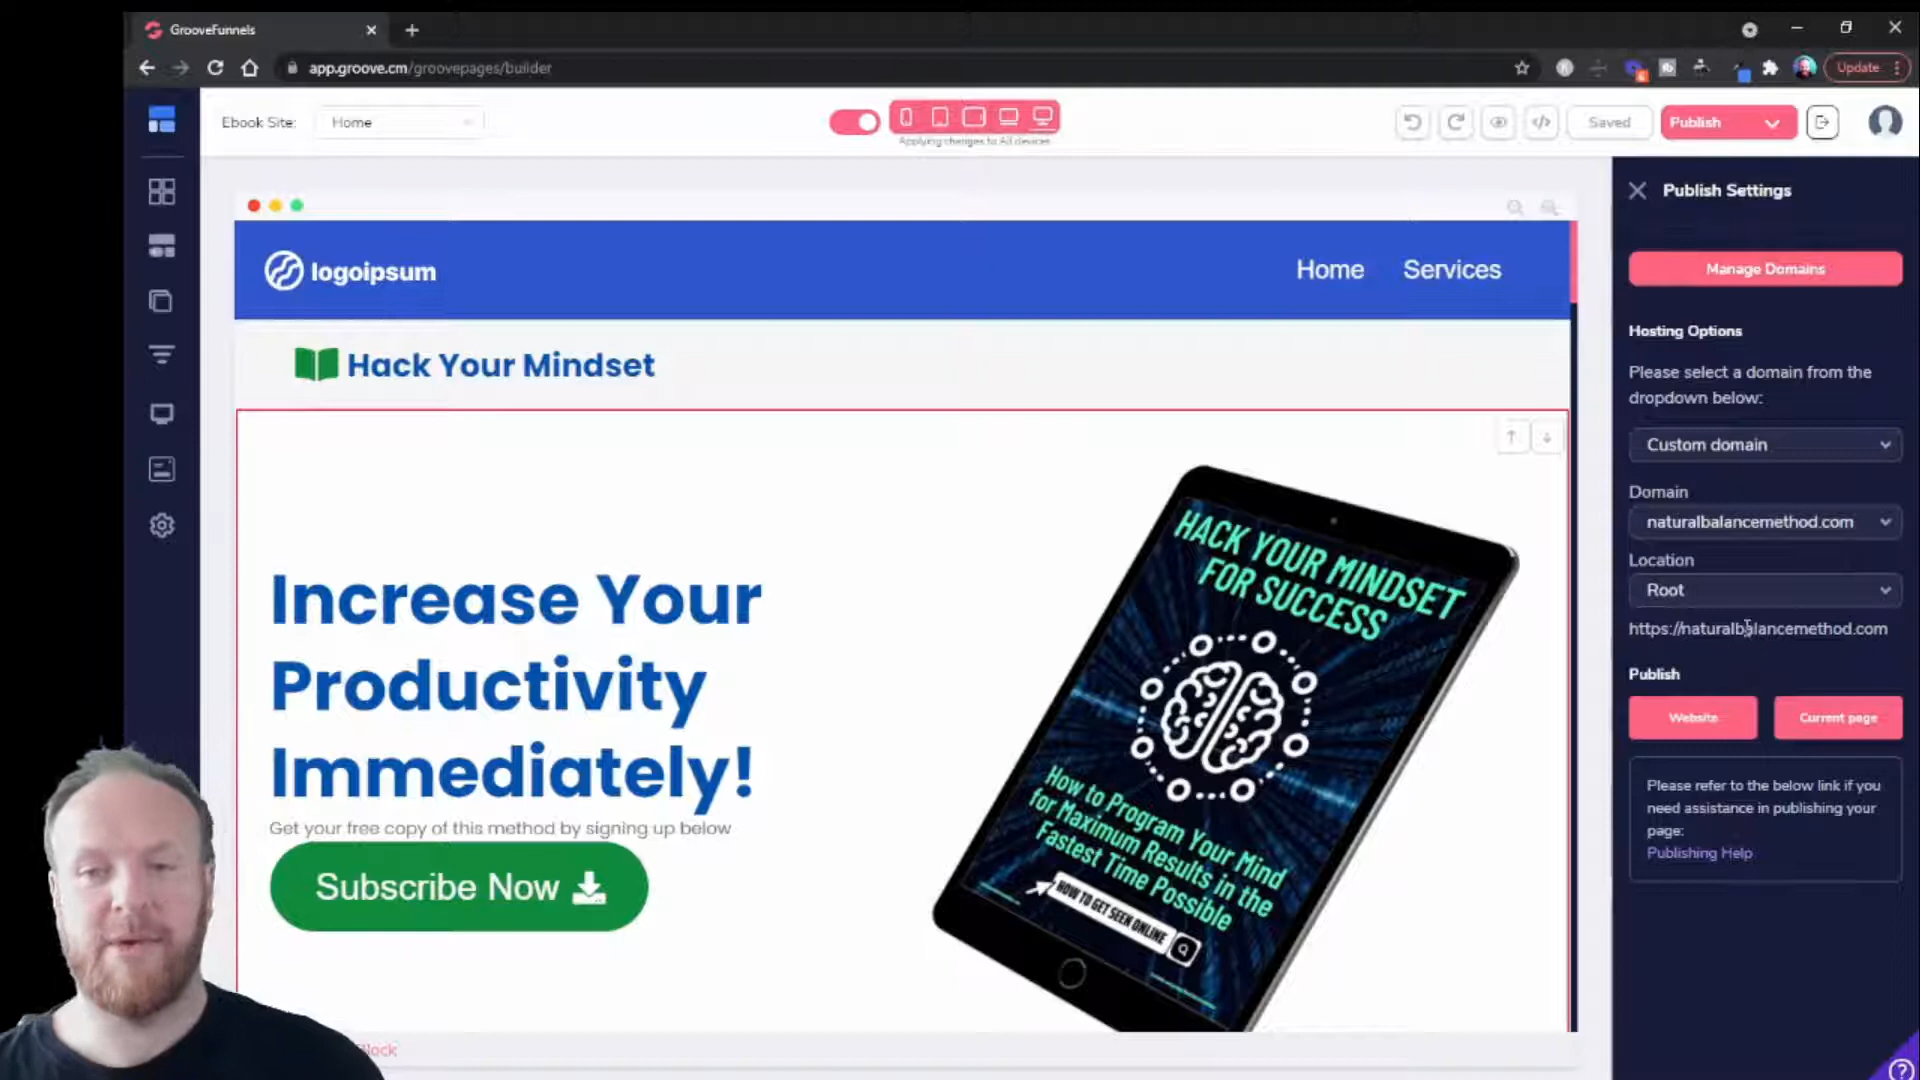 GrooveFunnels
app.groove.cm/groovepages/builder
Update
Ebook Site:
Home
Applying changes to All devices
Saved
Publish
Publish Settings
Manage Domains
Hosting Options
Please select a domain from the
dropdown below:
Custom domain
Domain
naturalbalancemethod.com
Location
Root
https://naturalbalancemethod.com
Publish
Website
Current page
Please refer to the below link if you
need assistance in publishing your
page:
Publishing Help
logoipsum
Home
Services
Hack Your Mindset
Increase Your
Productivity
Immediately!
Get your free copy of this method by signing up below
Subscribe Now
HACK YOUR MINDSET
FOR SUCCESS
How to Program Your Mind
for Maximum Results in the
Fastest Time Possible
HOW TO GET SEEN ONLINE